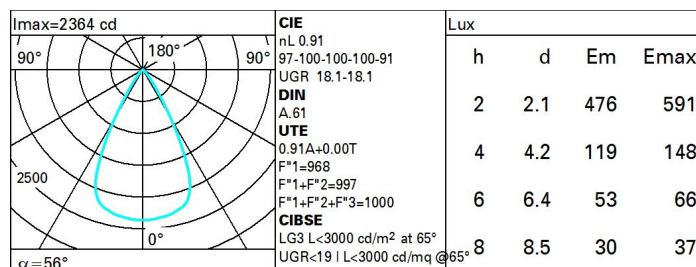 Imax=2364 cd
90° 180° 90°
2500
0°
α=56°
CIE
nL 0.91
97-100-100-100-91
UGR 18.1-18.1
DIN
A.61
UTE
0.91A+0.00T
F"1=968
F"1+F"2=997
F"1+F"2+F"3=1000
CIBSE
LG3 L<3000 cd/m² at 65°
UGR<19 | L<3000 cd/mq @65°
Lux
h d Em Emax
2 2.1 476 591
4 4.2 119 148
6 6.4 53 66
8 8.5 30 37